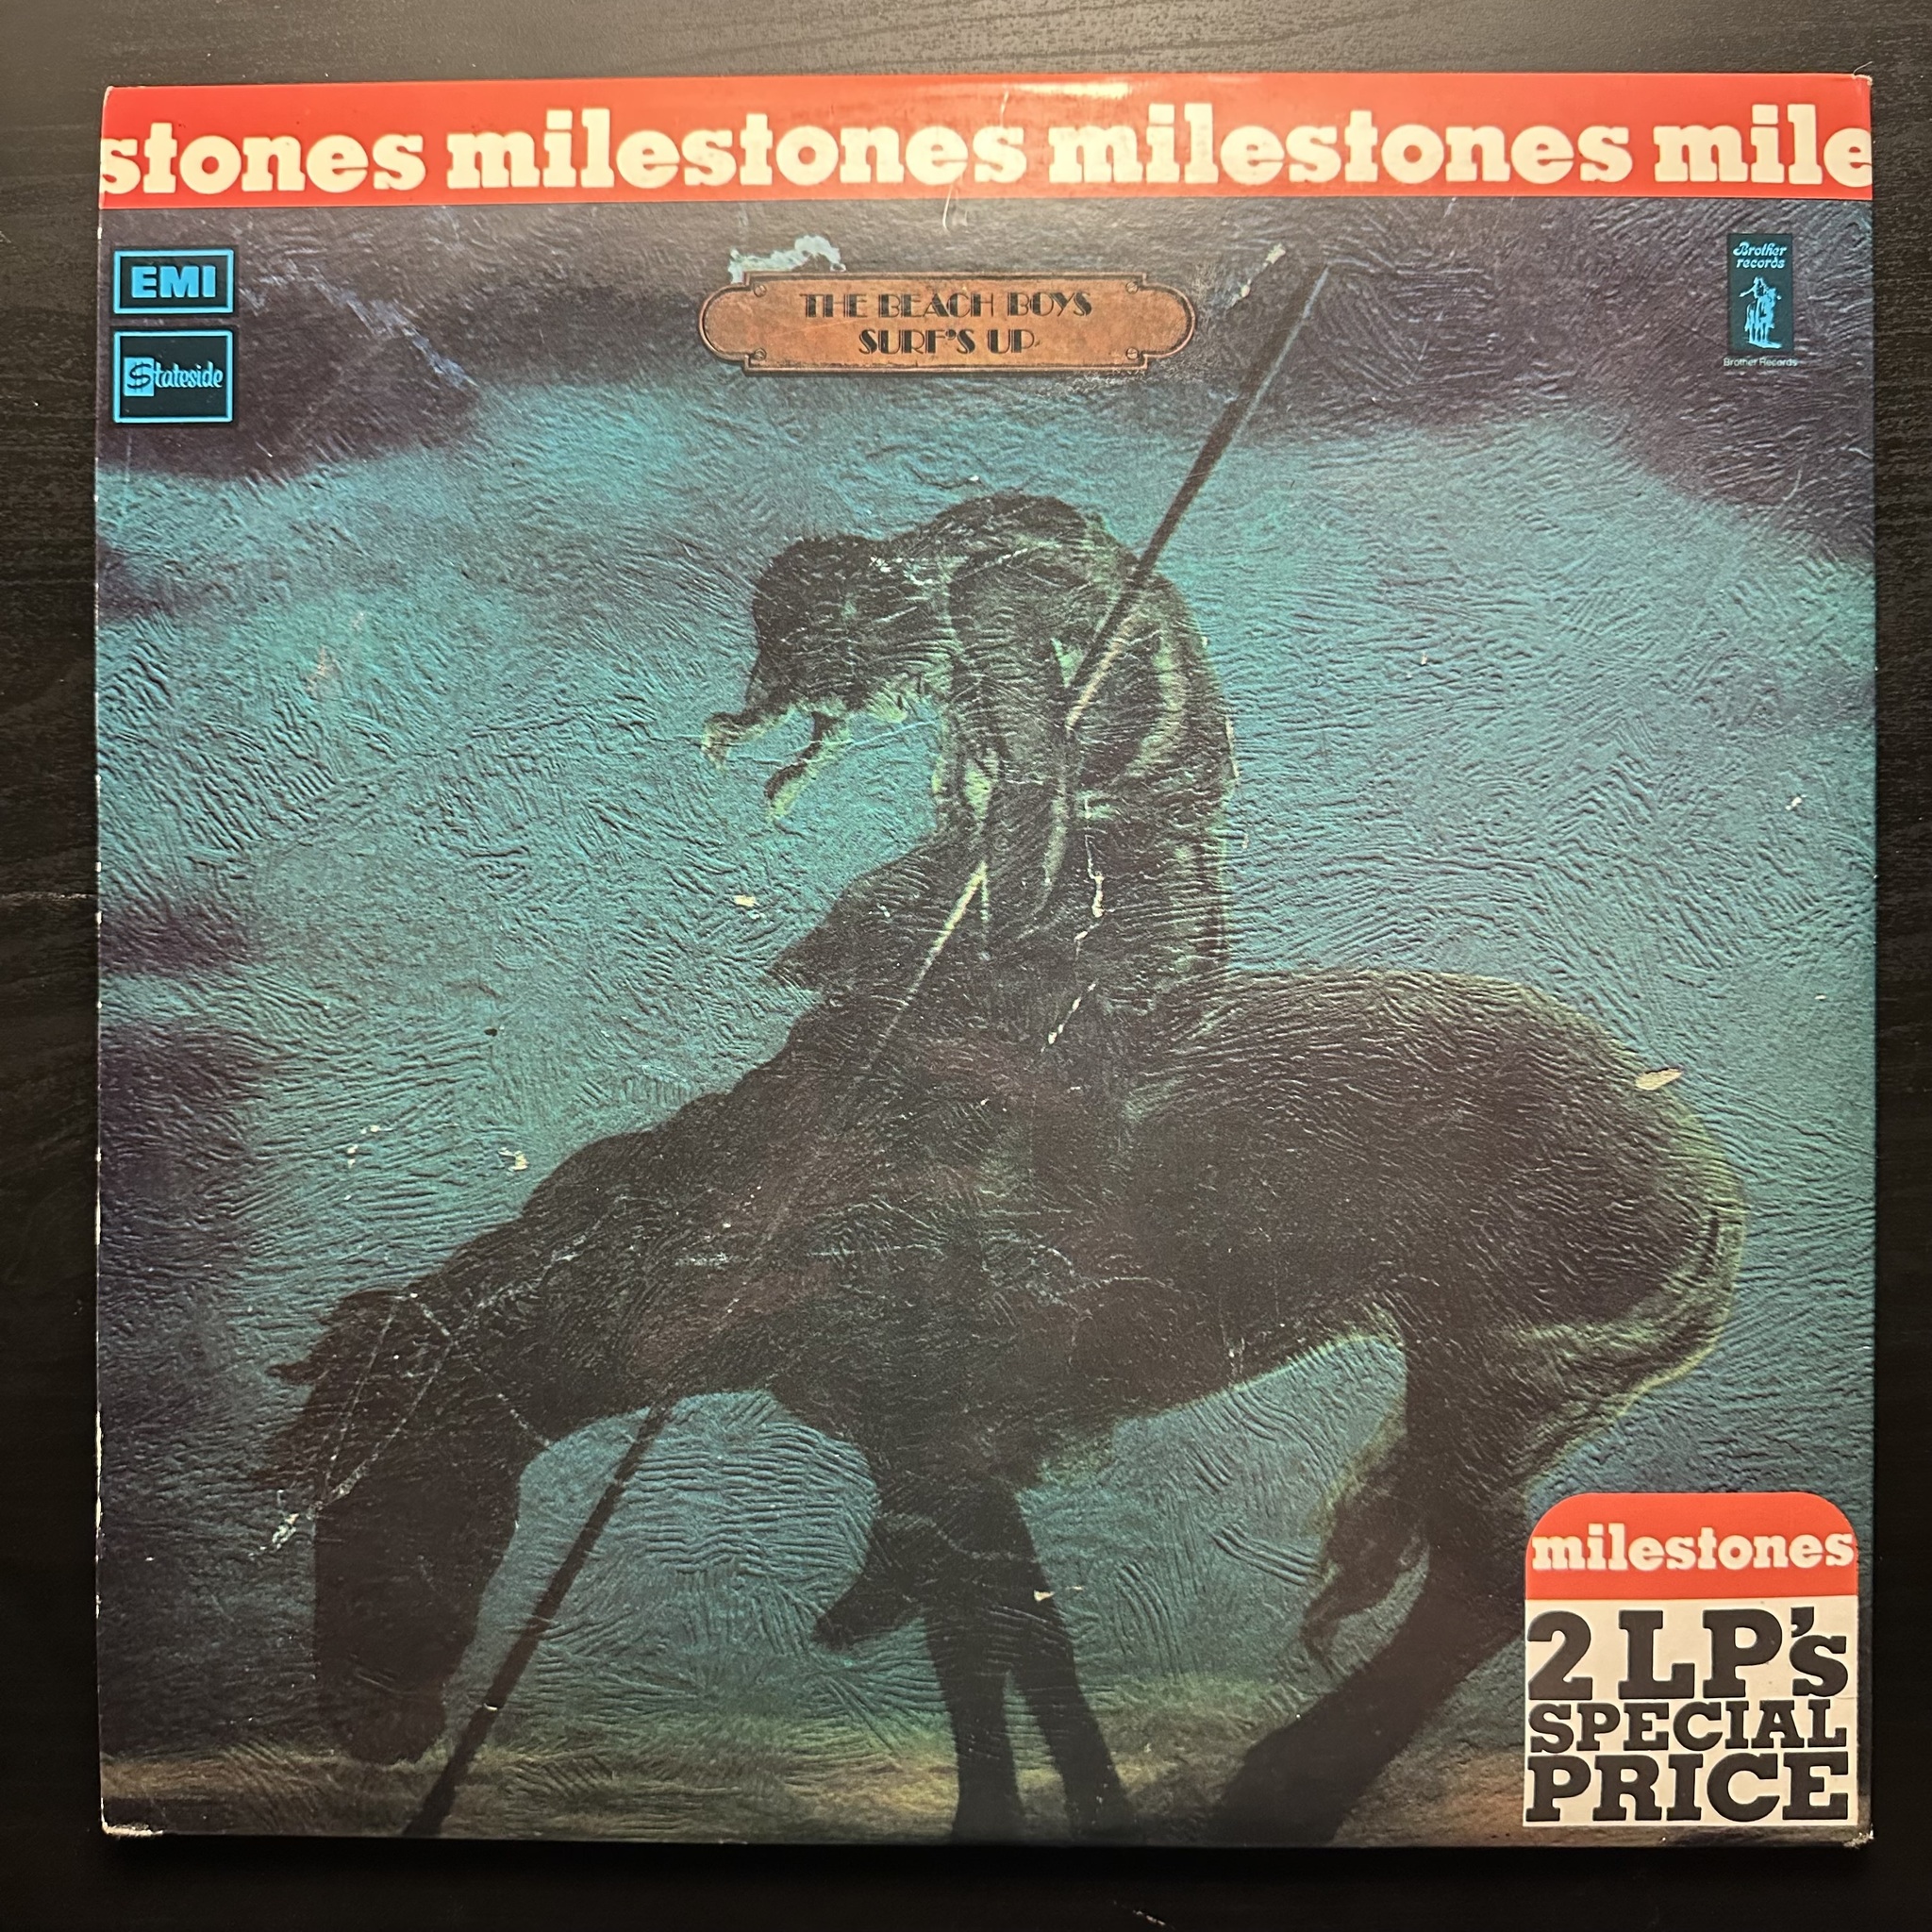 stones milestones milestones mile
EMI
Stateside
THE BEACH BOYS
SURF'S UP
Brother
records
Brother Records
milestones
2 LP's
SPECIAL
PRICE